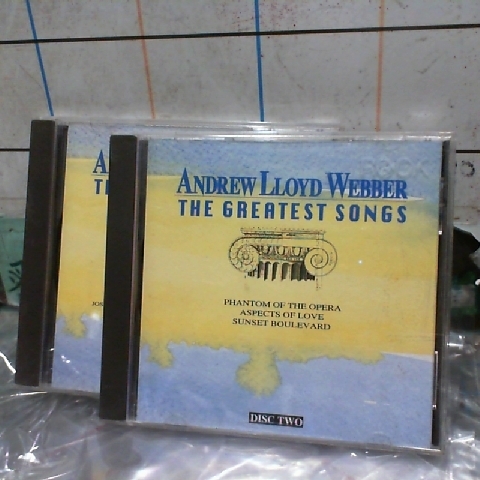 ANDREW LLOYD WEBBER
THE GREATEST SONGS
PHANTOM OF THE OPERA
ASPECTS OF LOVE
SUNSET BOULEVARD
DISC TWO